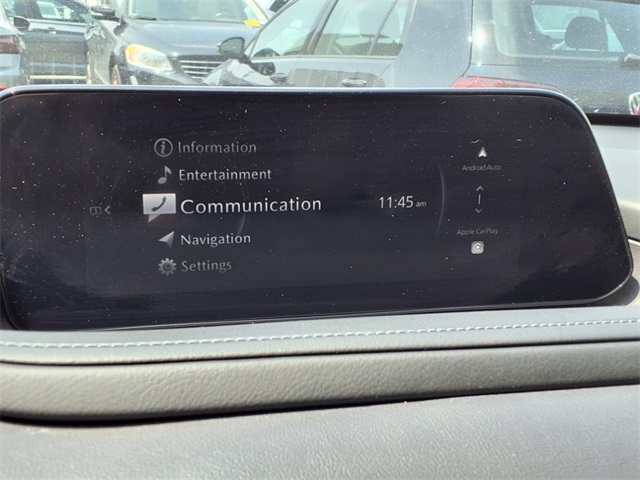 Information
Entertainment
Communication
11:45 am
Navigation
Settings
Android Auto
Apple CarPlay